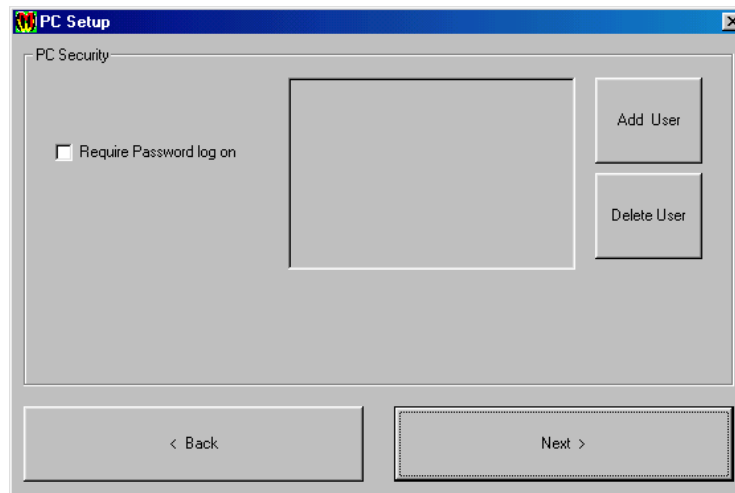 PC Setup
PC Security
Require Password log on
Add User
Delete User
< Back
Next >